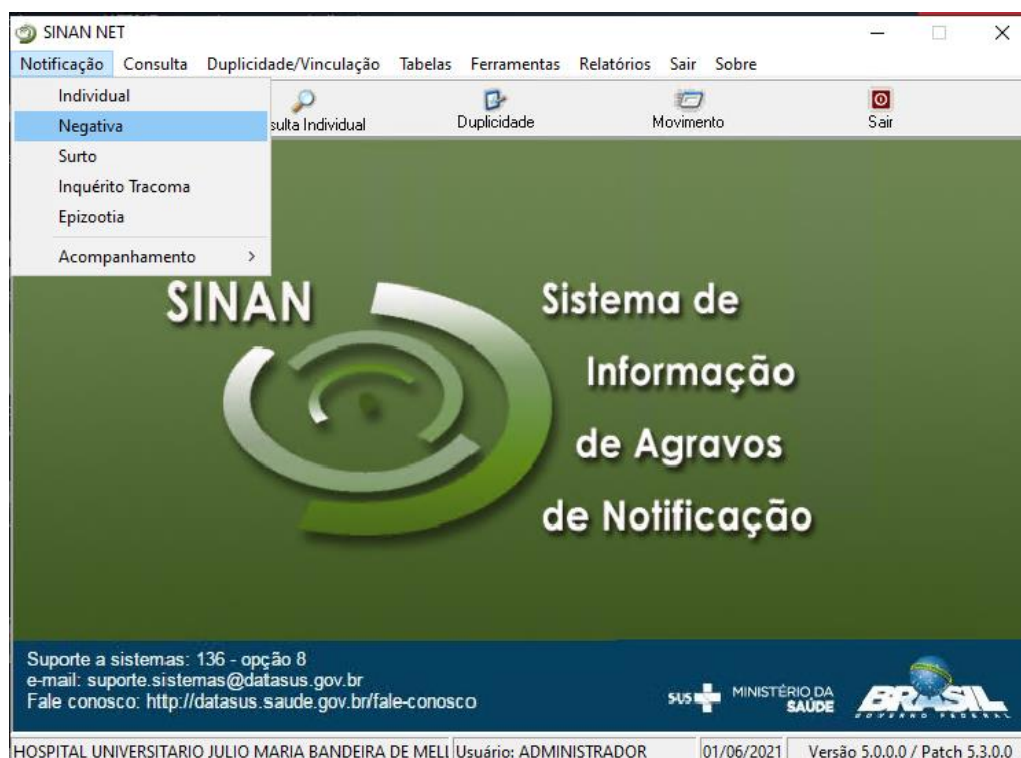 SINAN NET
Notificação Consulta Duplicidade/Vinculação Tabelas Ferramentas Relatórios Sair Sobre
Individual
Negativa
Surto
Inquérito Tracoma
Epizootia
Acompanhamento >
sulta Individual Duplicidade Movimento Sair
SINAN
Sistema de
Informação
de Agravos
de Notificação
Suporte a sistemas: 136 - opção 8
e-mail: suporte.sistemas@datasus.gov.br
Fale conosco: http://datasus.saude.gov.br/fale-conosco
SUS MINISTÉRIO DA SAÚDE
BRASIL
GOVERNO FEDERAL
HOSPITAL UNIVERSITARIO JULIO MARIA BANDEIRA DE MELL Usuário: ADMINISTRADOR 01/06/2021 Versão 5.0.0.0 / Patch 5.3.0.0